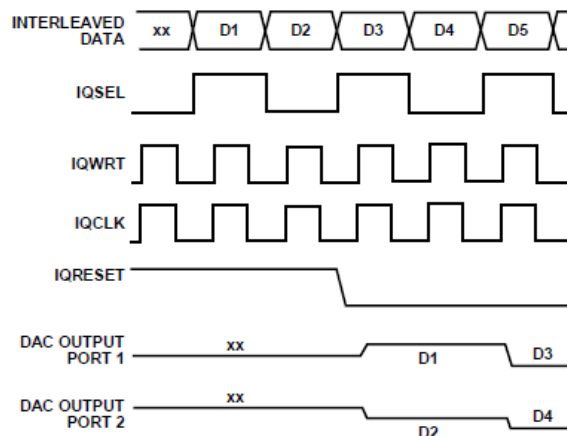 INTERLEAVED
DATA
xx D1 D2 D3 D4 D5
IQSEL
IQWRT
IQCLK
IQRESET
DAC OUTPUT
PORT 1
xx D1 D3
DAC OUTPUT
PORT 2
xx D2 D4